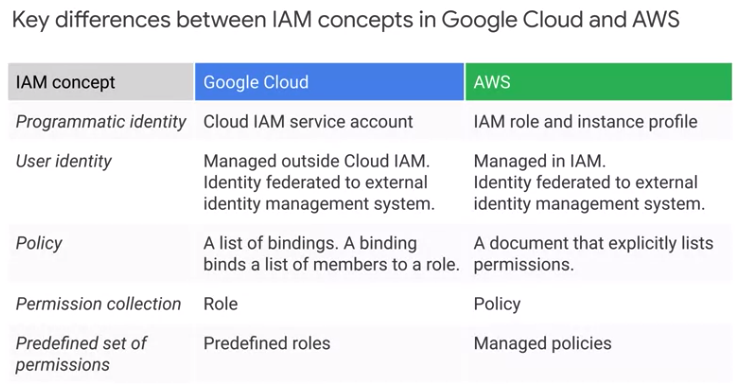 Key differences between IAM concepts in Google Cloud and AWS
IAM concept Google Cloud AWS
Programmatic identity Cloud IAM service account IAM role and instance profile
User identity Managed outside Cloud IAM. Managed in IAM.
Identity federated to external Identity federated to external
identity management system. identity management system.
Policy A list of bindings. A binding A document that explicitly lists
binds a list of members to a role. permissions.
Permission collection Role Policy
Predefined set of Predefined roles Managed policies
permissions